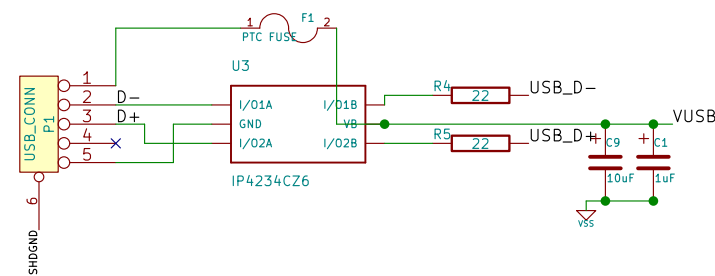 1 F1 2
PTC FUSE
U3
USB_CONN
P1
1
2 D-
3 D+
4
5
6
SHDGND
I/O1A I/O1B
GND VB
I/O2A I/O2B
IP4234CZ6
R4 22 USB_D-
R5 22 USB_D+
VUSB
C9 10uF
C1 1uF
+ +
VSS